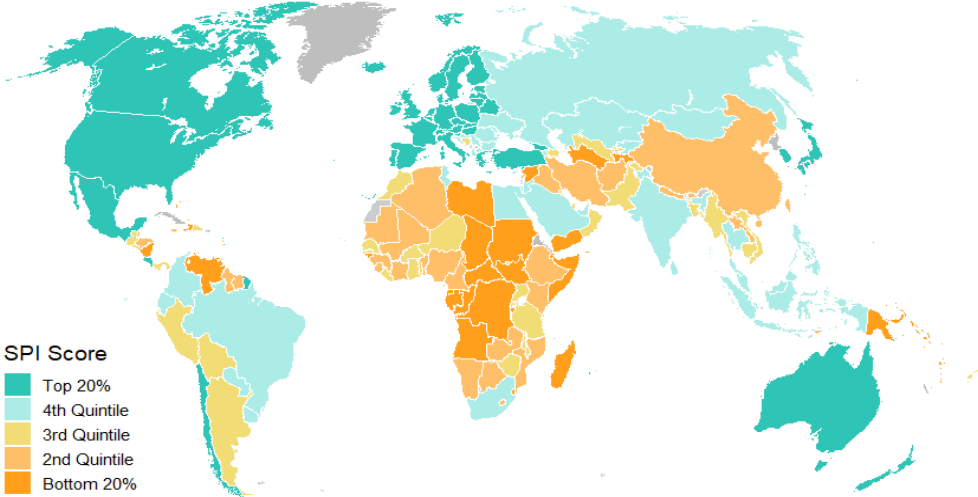 SPI Score
Top 20%
4th Quintile
3rd Quintile
2nd Quintile
Bottom 20%